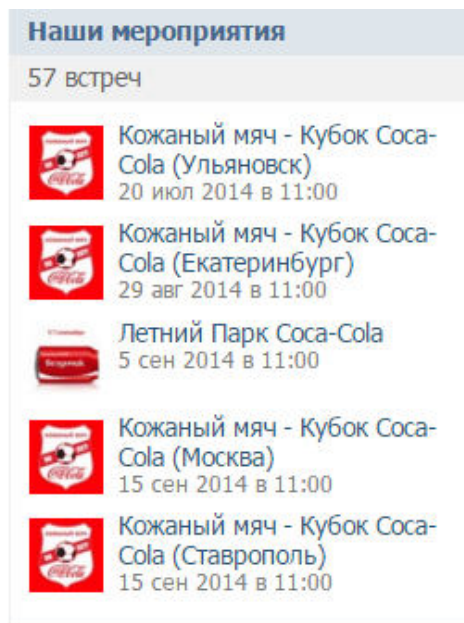 Наши мероприятия
57 встреч
Кожаный мяч - Кубок Coca-
Cola (Ульяновск)
20 июл 2014 в 11:00
Кожаный мяч - Кубок Coca-
Cola (Екатеринбург)
29 авг 2014 в 11:00
Летний Парк Coca-Cola
5 сен 2014 в 11:00
Кожаный мяч - Кубок Coca-
Cola (Москва)
15 сен 2014 в 11:00
Кожаный мяч - Кубок Coca-
Cola (Ставрополь)
15 сен 2014 в 11:00